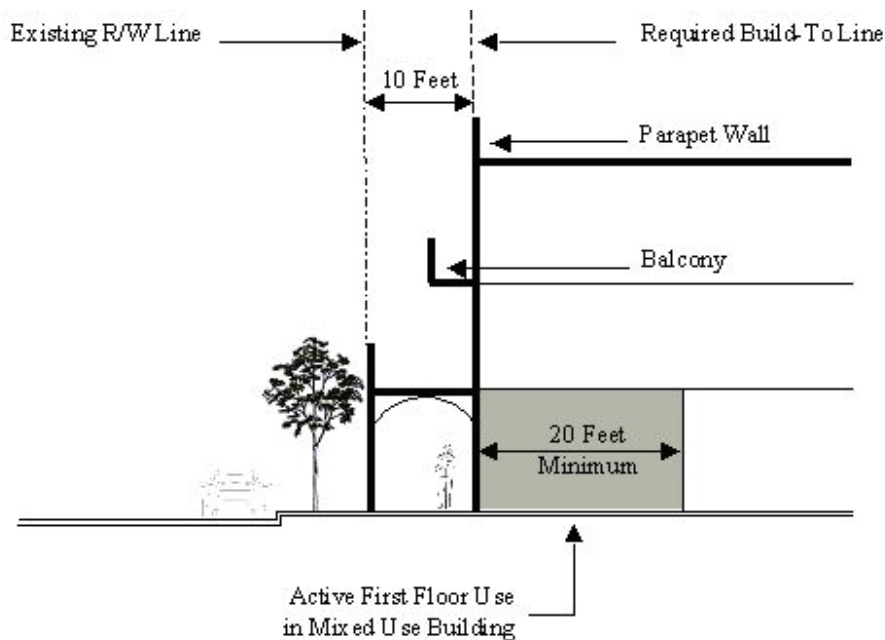 Existing R/W Line
Required Build-To Line
10 Feet
Parapet Wall
Balcony
20 Feet
Minimum
Active First Floor Use
in Mixed Use Building